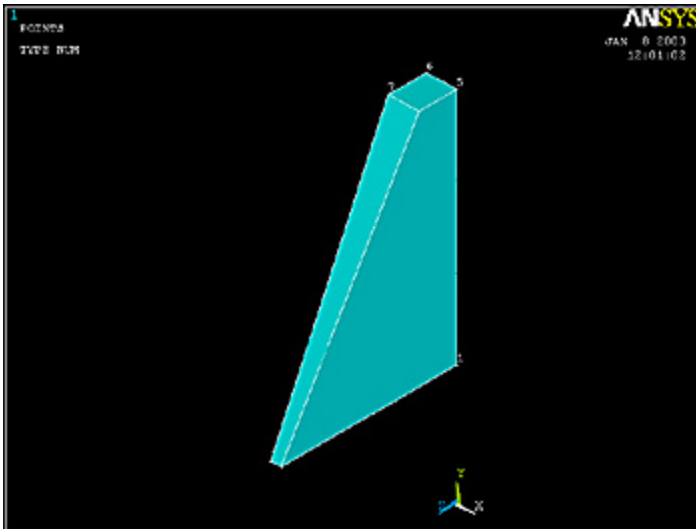 1
POINTS
TYPE NUM
ANSYS
JAN 8 2003
12:01:02
6
7
5
1
Y
Z
X